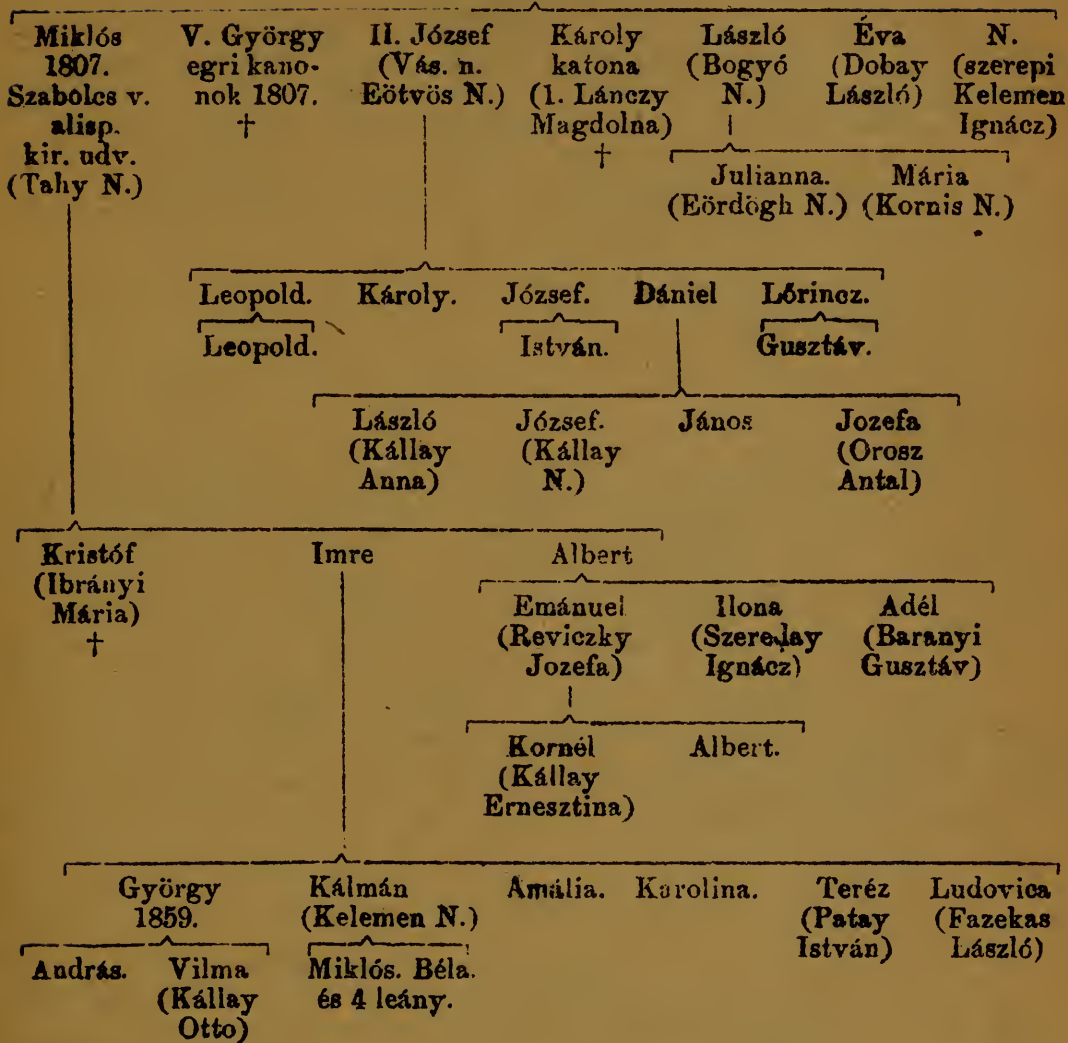 Miklós
1807.
Szabolcs v.
alisp.
kir. udv.
(Tahy N.)
V. György
egri kano-
nok 1807.
†
II. József
(Vás. n.
Eötvös N.)
Károly
katona
(1. Lánczy
Magdolna)
†
László
(Bogyó
N.)
Éva
(Dobay
László)
N.
(szerepi
Kelemen
Ignácz)
Julianna.
(Eördögh N.)
Mária
(Kornis N.)
Leopold.
Károly.
József.
Dániel
Lőrincz.
Leopold.
István.
Gusztáv.
László
(Kállay
Anna)
József.
(Kállay
N.)
János
Jozefa
(Orosz
Antal)
Kristóf
(Ibrányi
Mária)
†
Imre
Albert
Emánuel
(Reviczky
Jozefa)
Ilona
(Szereday
Ignácz)
Adél
(Baranyi
Gusztáv)
Kornél
(Kállay
Ernesztina)
Albert.
György
1859.
Kálmán
(Kelemen N.)
Amália.
Karolina.
Teréz
(Patay
István)
Ludovica
(Fazekas
László)
András.
Vilma
(Kállay
Otto)
Miklós. Béla.
és 4 leány.